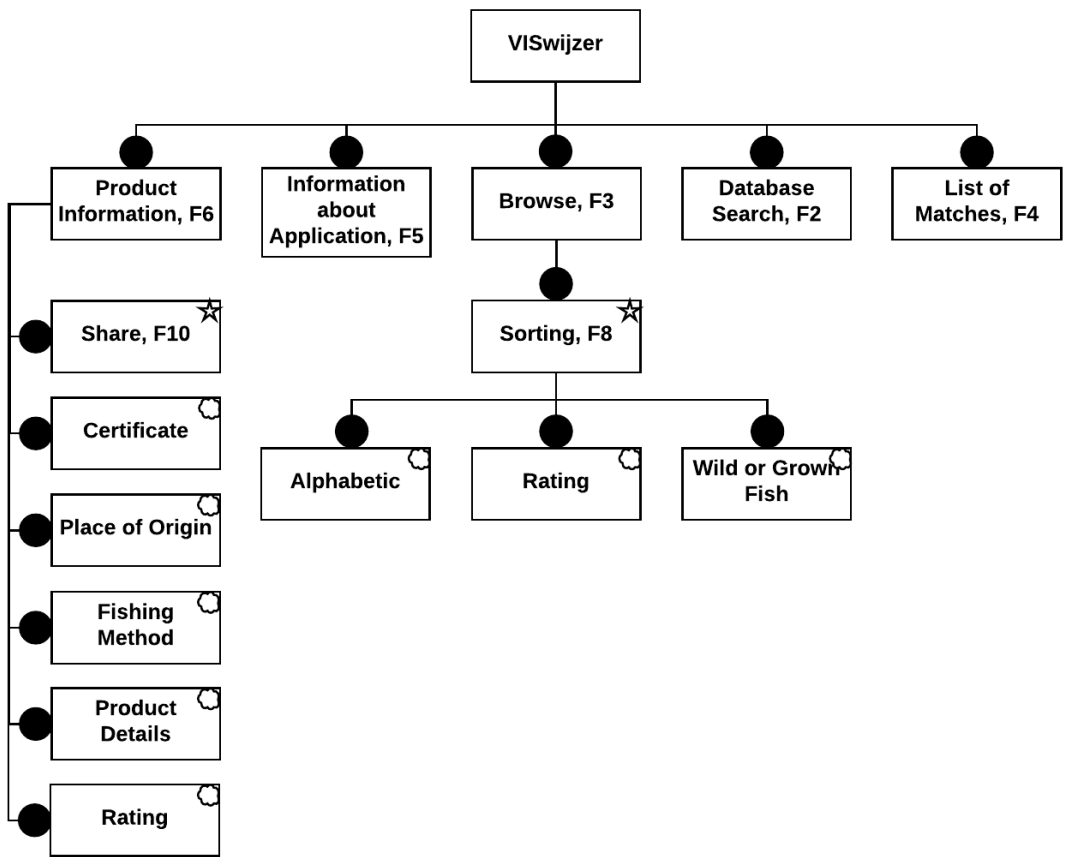 VISwijzer
Product
Information, F6
Information
about
Application, F5
Browse, F3
Database
Search, F2
List of
Matches, F4
Share, F10
Sorting, F8
Certificate
Alphabetic
Rating
Wild or Grown
Fish
Place of Origin
Fishing
Method
Product
Details
Rating